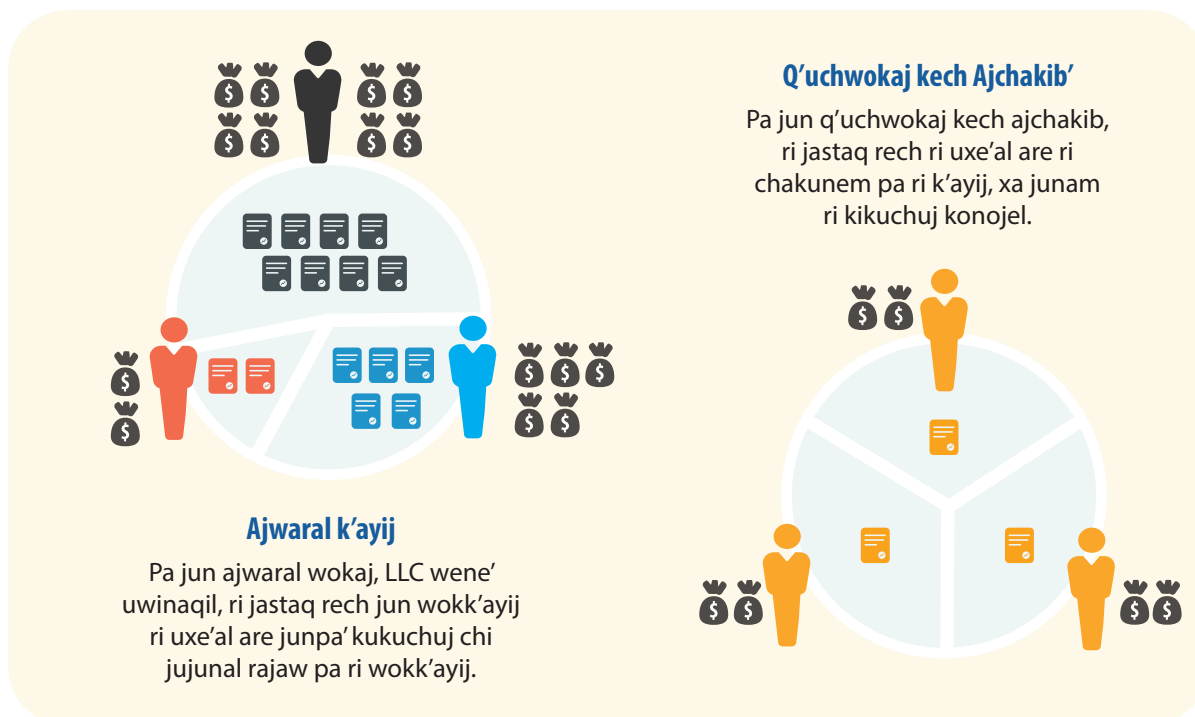 Ajwaral k’ayij
Pa jun ajwaral wokaj, LLC wene’
uwinaqil, ri jastaq rech jun wokk’ayij
ri uxe’al are junpa’ kukuchuj chi
jujunal rajaw pa ri wokk’ayij.
Q’uchwokaj kech Ajchakib’
Pa jun q’uchwokaj kech ajchakib,
ri jastaq rech ri uxe’al are ri
chakunem pa ri k’ayij, xa junam
ri kikuchuj konojel.